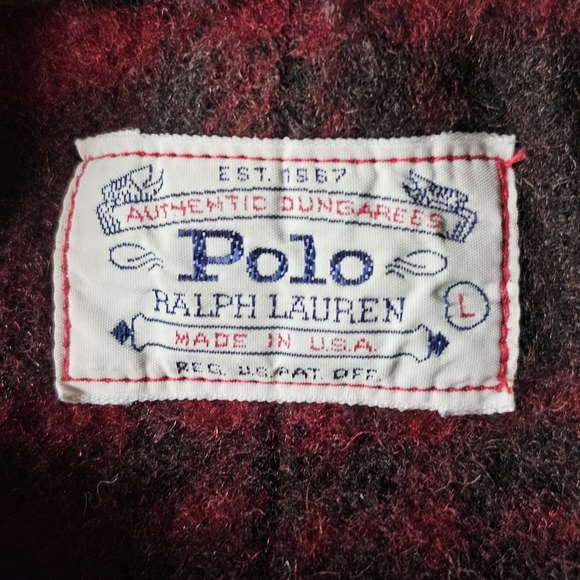 EST. 1967
AUTHENTIC DUNGAREES
Polo
RALPH LAUREN
L
MADE IN U.S.A.
REG. U.S. PAT. OFF.